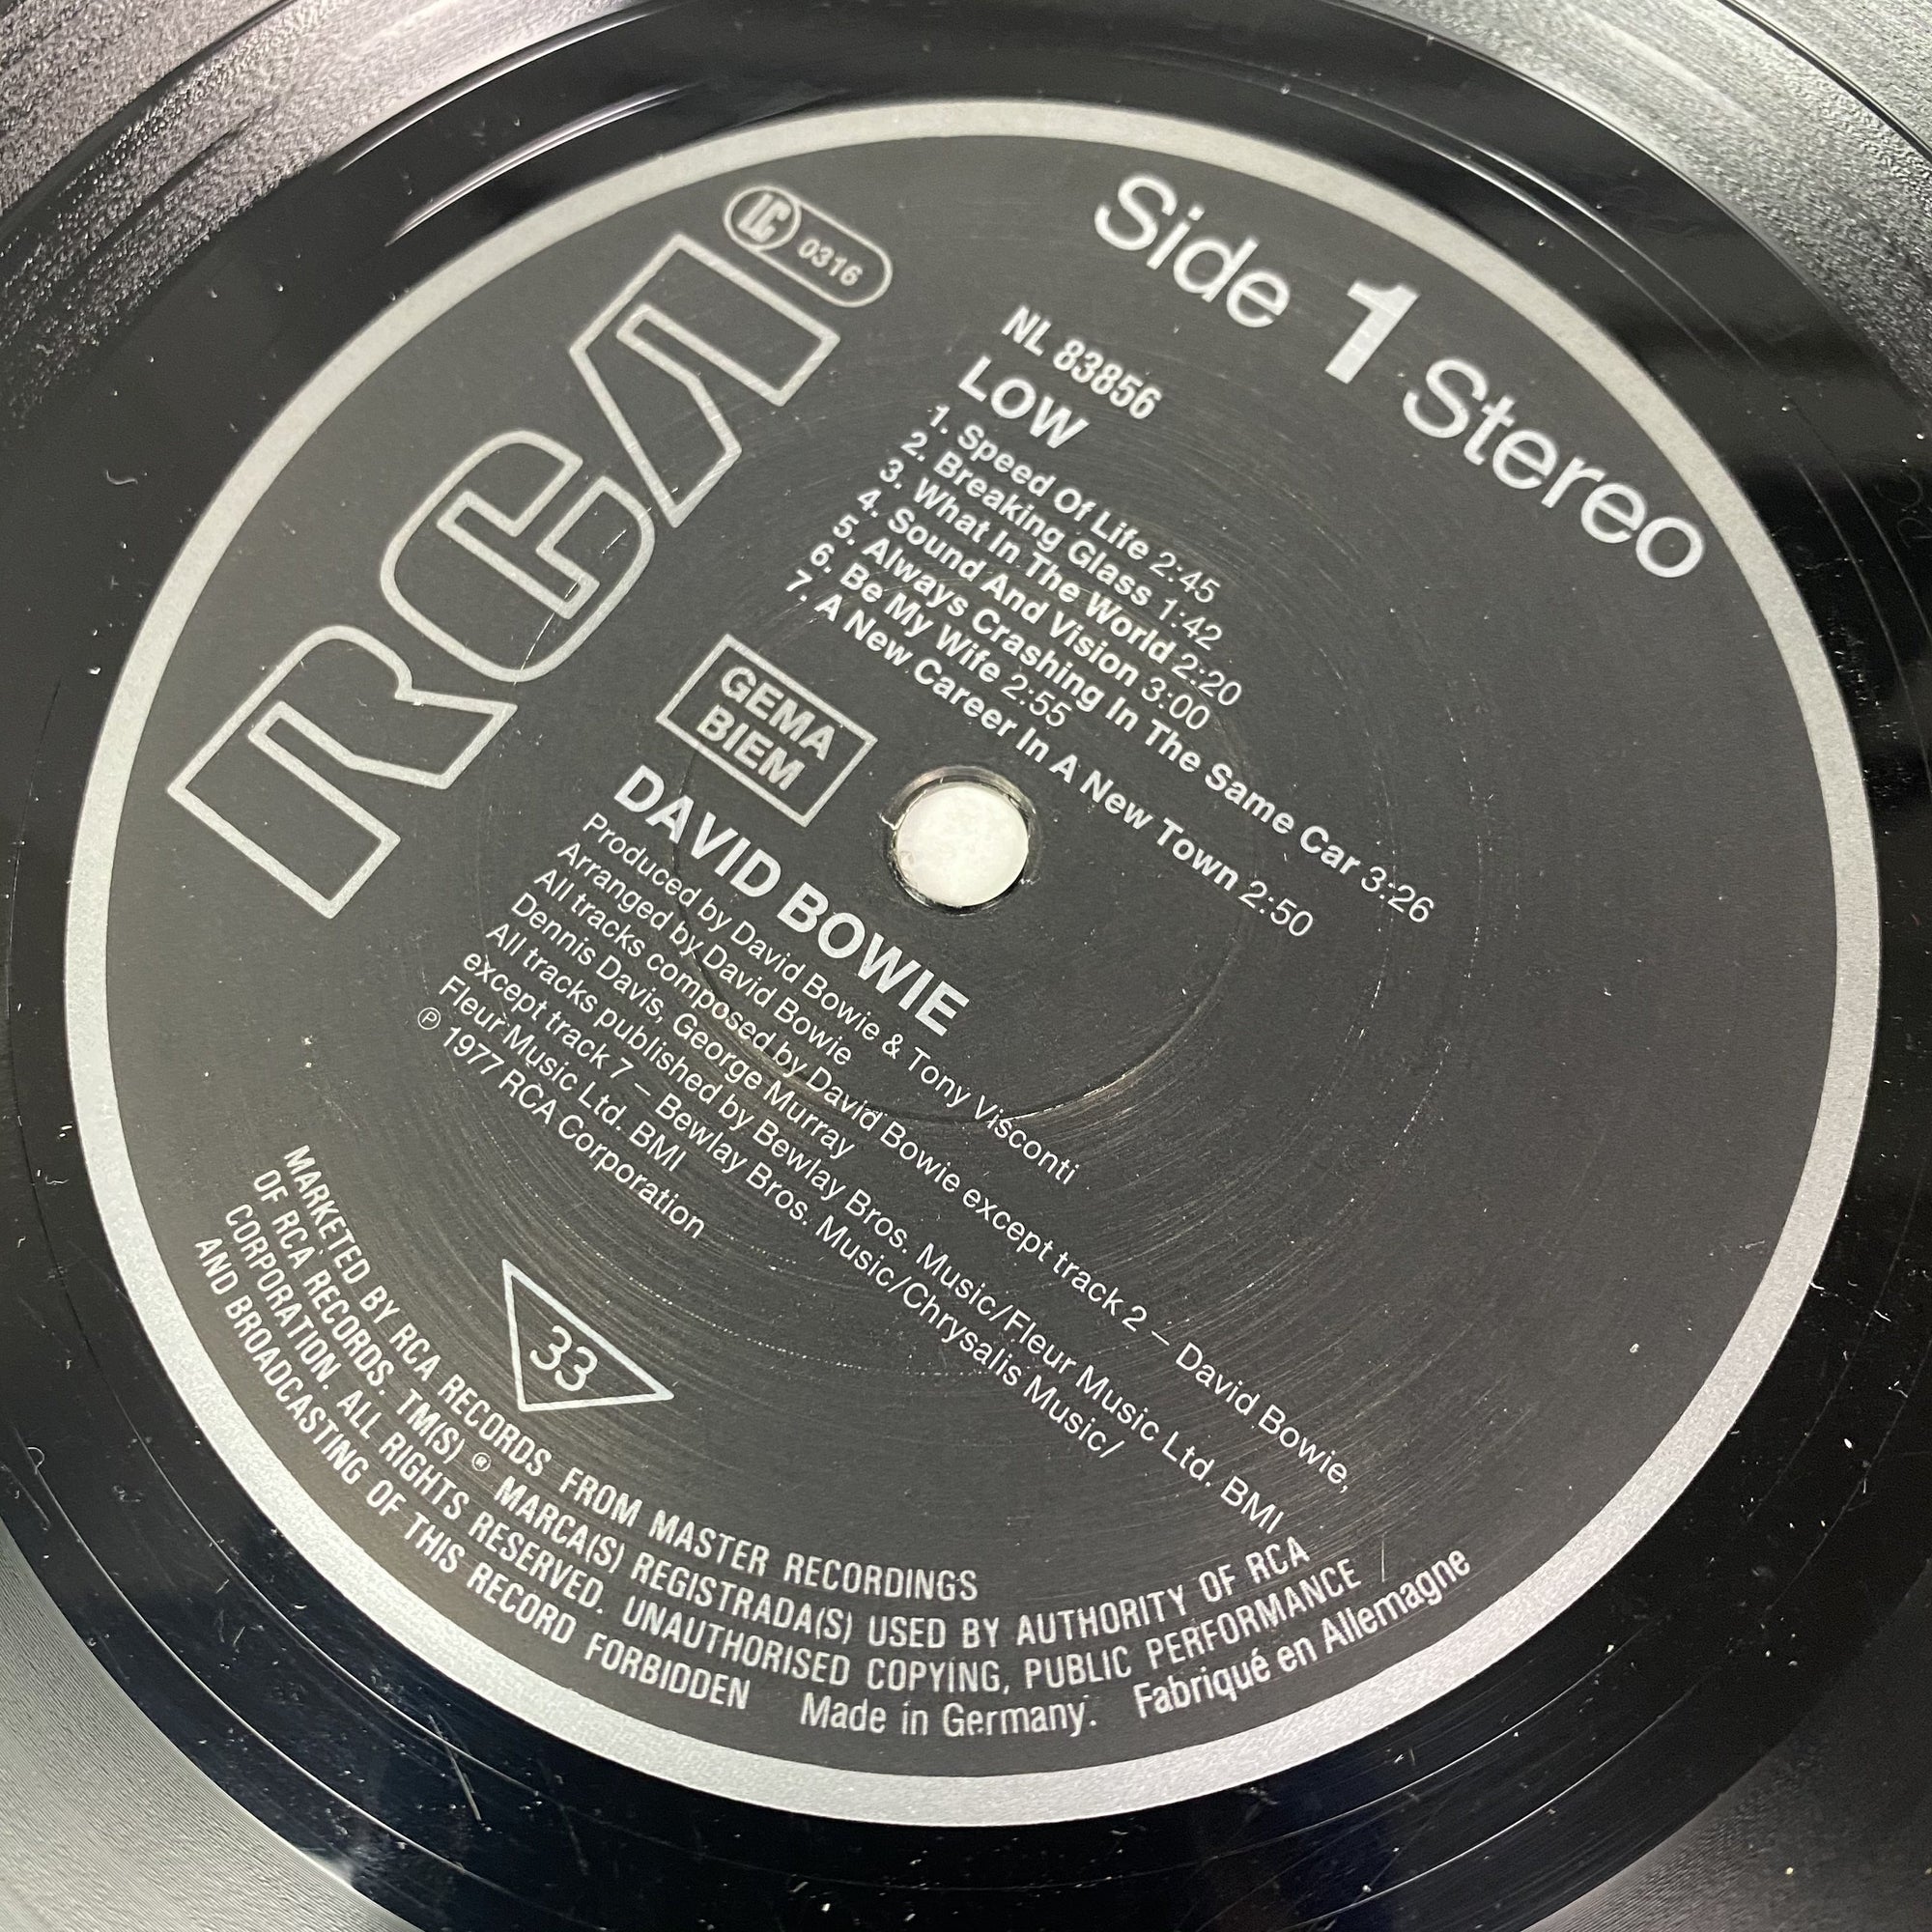 Side 1 Stereo
RCA
LC 0316
NL 83856
LOW
1. Speed Of Life 2:45
2. Breaking Glass 1:42
3. What In The World 2:20
4. Sound And Vision 3:00
5. Always Crashing In The Same Car 3:26
6. Be My Wife 2:55
7. A New Career In A New Town 2:50
GEMA
BIEM
DAVID BOWIE
Produced by David Bowie & Tony Visconti
Arranged by David Bowie
All tracks composed by David Bowie except track 2 – David Bowie,
Dennis Davis, George Murray
All tracks published by Bewlay Bros. Music/Fleur Music Ltd. BMI
except track 7 – Bewlay Bros. Music/Chrysalis Music/
Fleur Music Ltd. BMI
℗ 1977 RCA Corporation
33
MARKETED BY RCA RECORDS FROM MASTER RECORDINGS
OF RCA RECORDS. TM(S) ® MARCA(S) REGISTRADA(S) USED BY AUTHORITY OF RCA
CORPORATION. ALL RIGHTS RESERVED. UNAUTHORISED COPYING, PUBLIC PERFORMANCE
AND BROADCASTING OF THIS RECORD FORBIDDEN Made in Germany. Fabriqué en Allemagne